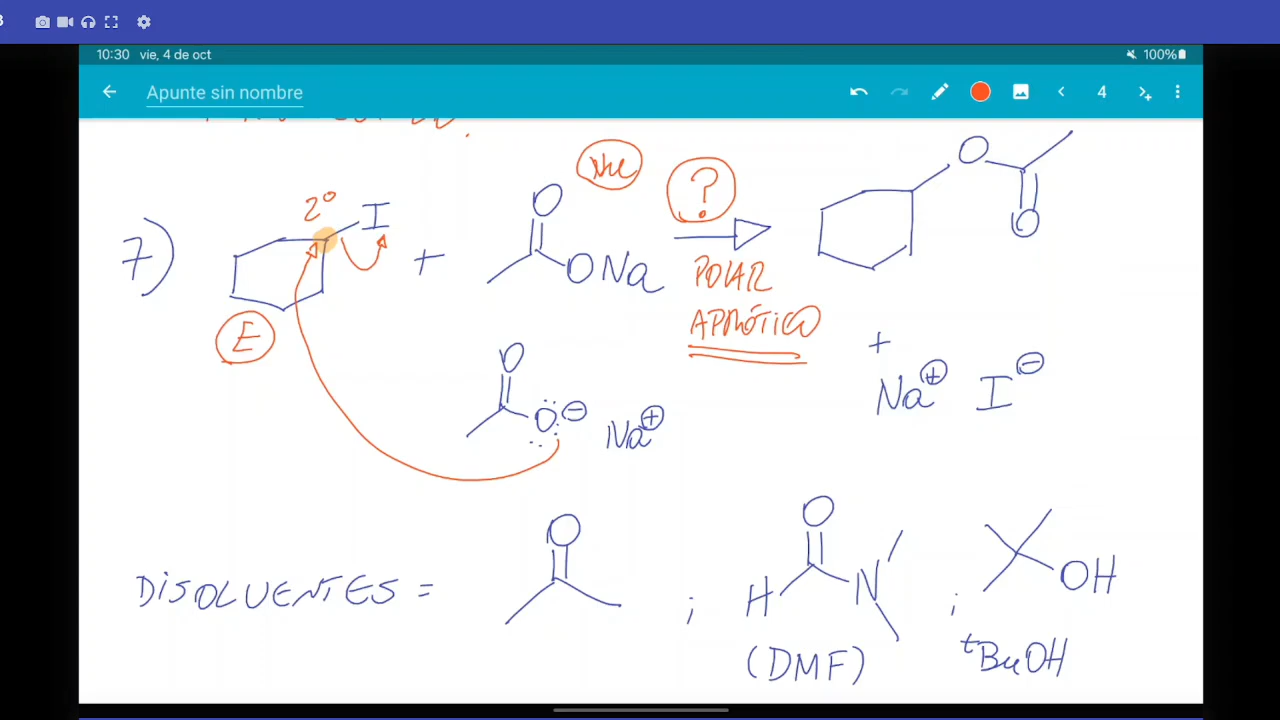 10:30 vie, 4 de oct 100%
Apunte sin nombre 4
7) 2° I + O ONa Nu ? O O
E POLAR
APRÓTICO
O O ⊖ Na ⊕ + Na ⊕ I ⊖
DISOLUENTES = O ; O H N ; OH
(DMF) tBuOH